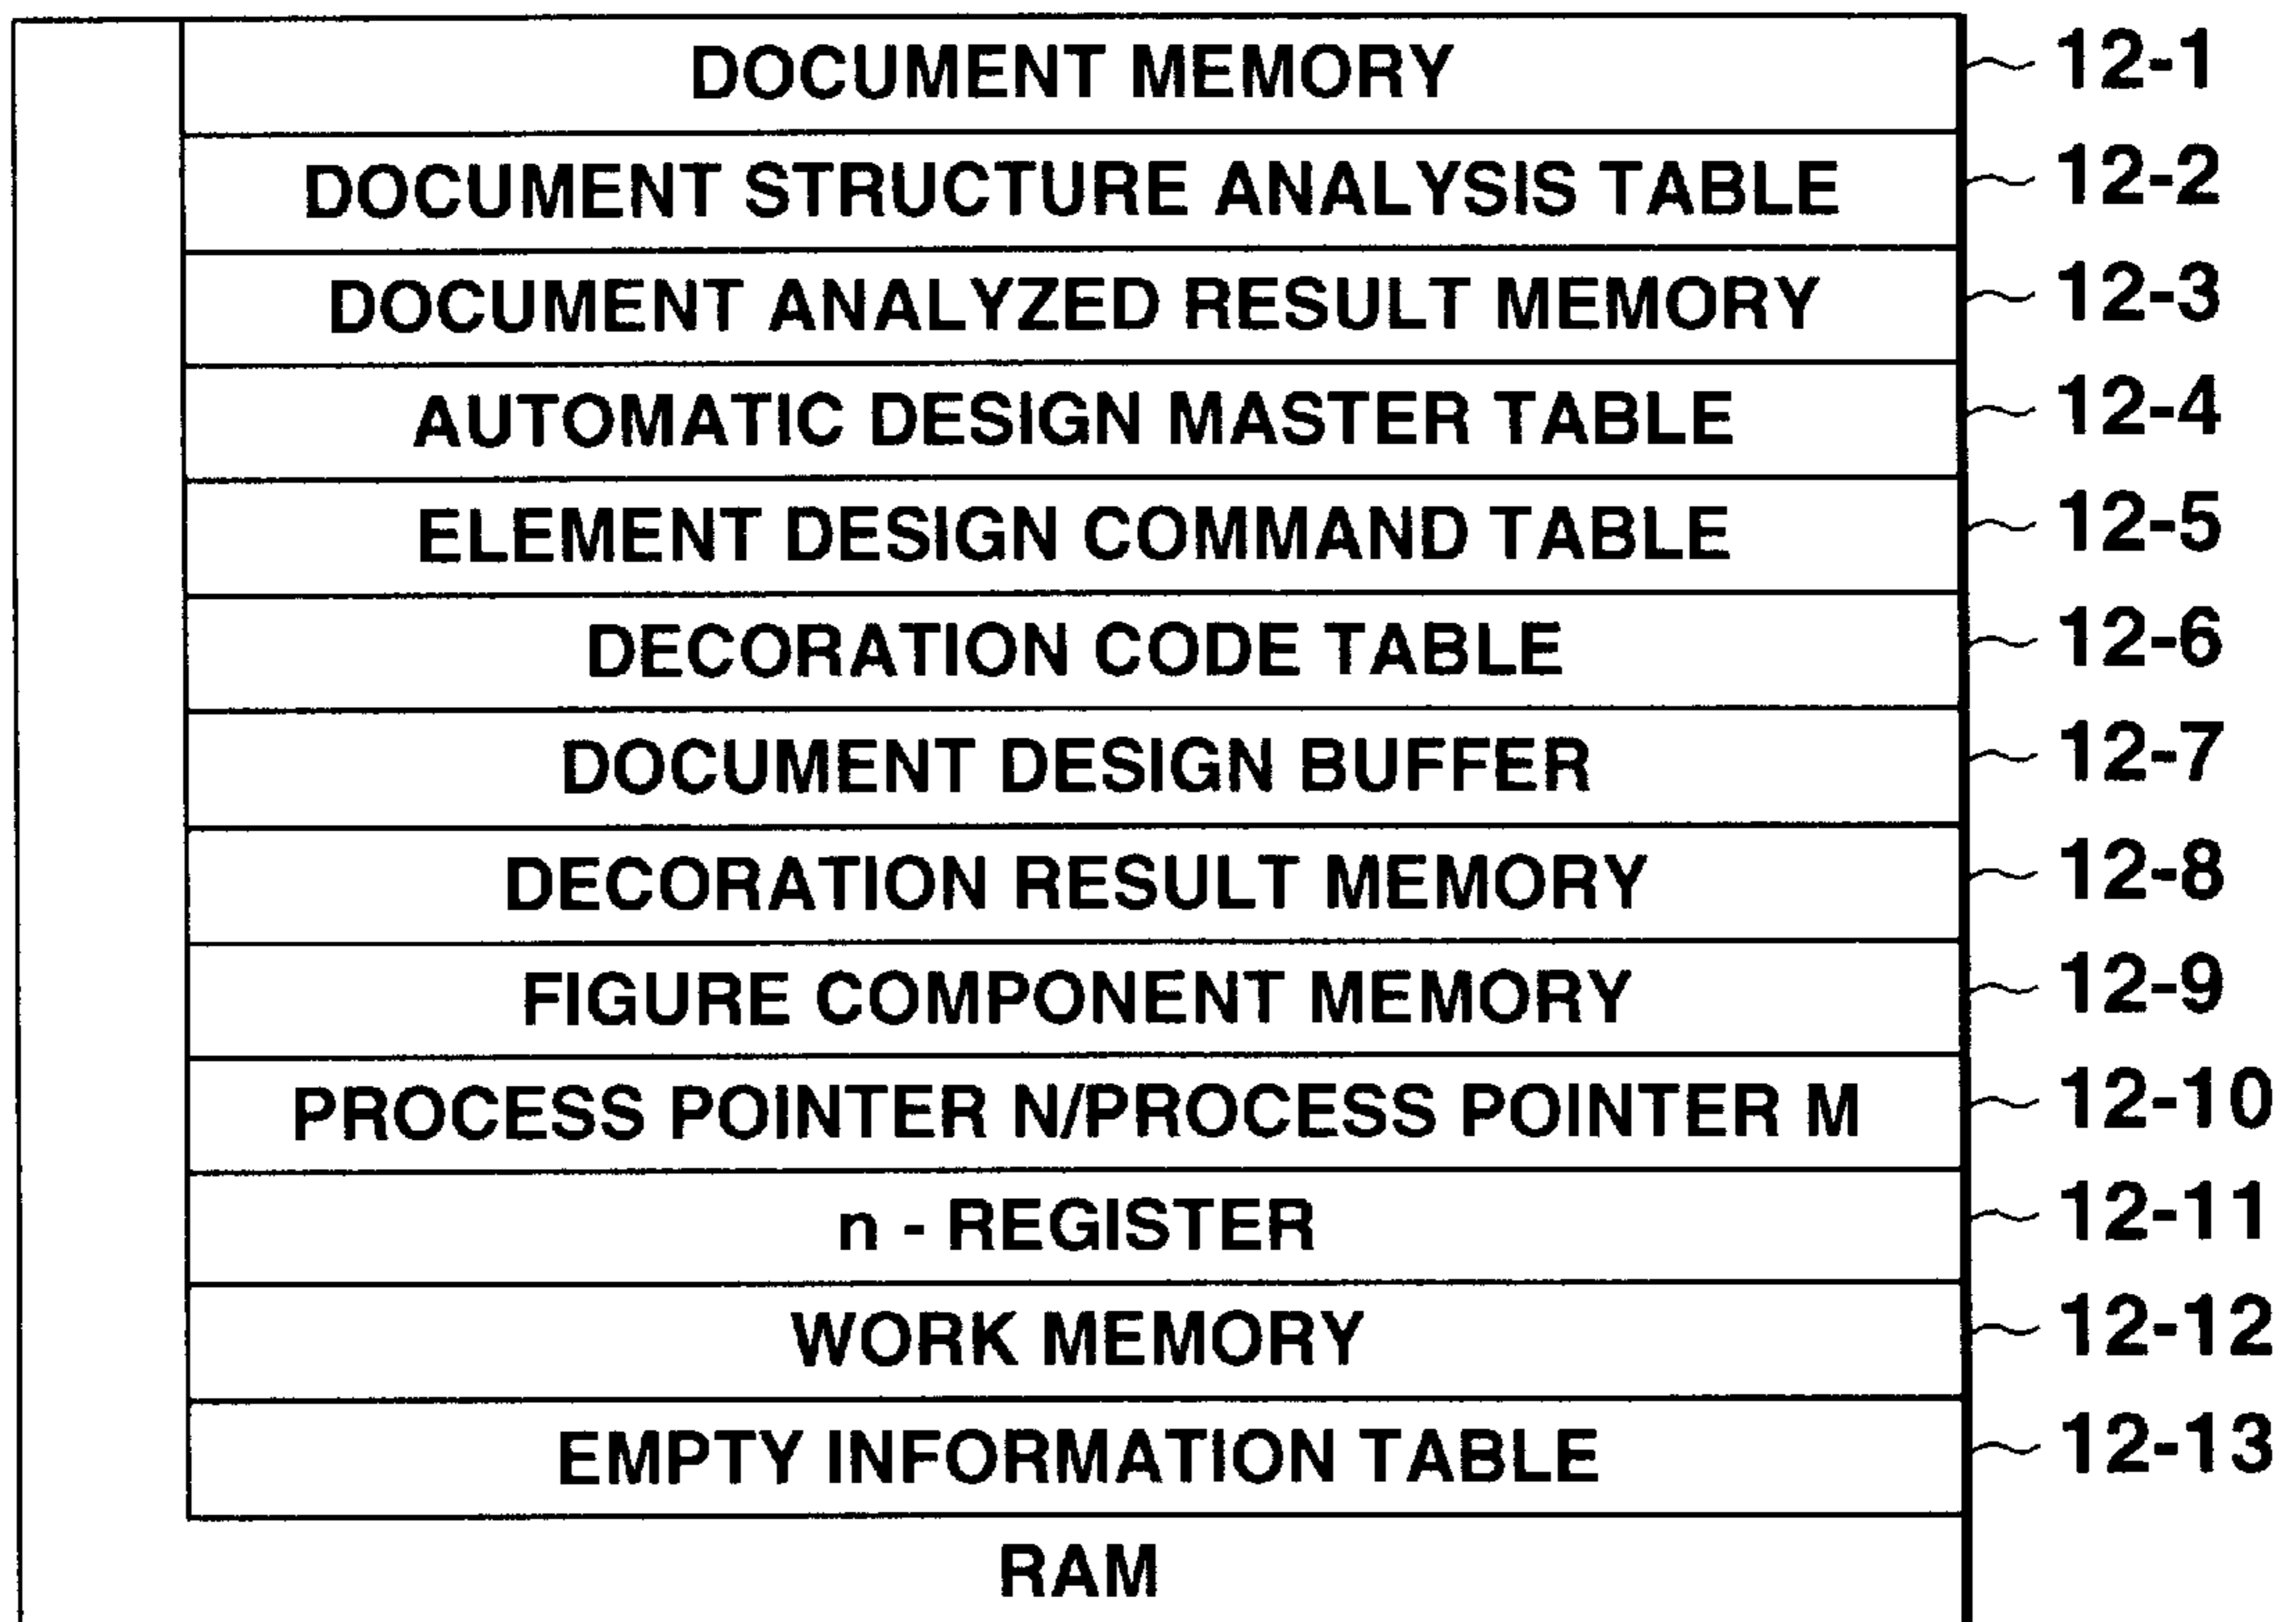 DOCUMENT MEMORY 12-1
DOCUMENT STRUCTURE ANALYSIS TABLE 12-2
DOCUMENT ANALYZED RESULT MEMORY 12-3
AUTOMATIC DESIGN MASTER TABLE 12-4
ELEMENT DESIGN COMMAND TABLE 12-5
DECORATION CODE TABLE 12-6
DOCUMENT DESIGN BUFFER 12-7
DECORATION RESULT MEMORY 12-8
FIGURE COMPONENT MEMORY 12-9
PROCESS POINTER N/PROCESS POINTER M 12-10
n - REGISTER 12-11
WORK MEMORY 12-12
EMPTY INFORMATION TABLE 12-13
RAM